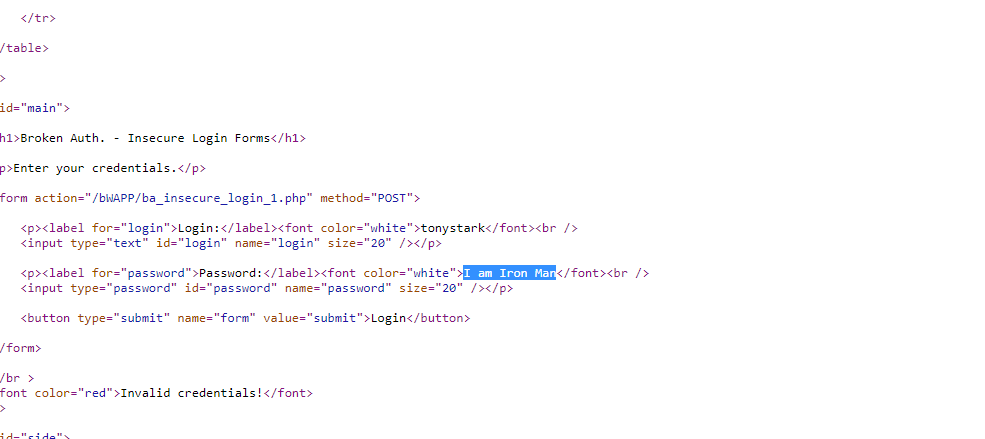 </tr>
/table>
>
id="main">
h1>Broken Auth. - Insecure Login Forms</h1>
p>Enter your credentials.</p>
form action="/bWAPP/ba_insecure_login_1.php" method="POST">
<p><label for="login">Login:</label><font color="white">tonystark</font><br />
<input type="text" id="login" name="login" size="20" /></p>
<p><label for="password">Password:</label><font color="white">I am Iron Man</font><br />
<input type="password" id="password" name="password" size="20" /></p>
<button type="submit" name="form" value="submit">Login</button>
/form>
/br >
font color="red">Invalid credentials!</font>
>
id="side">